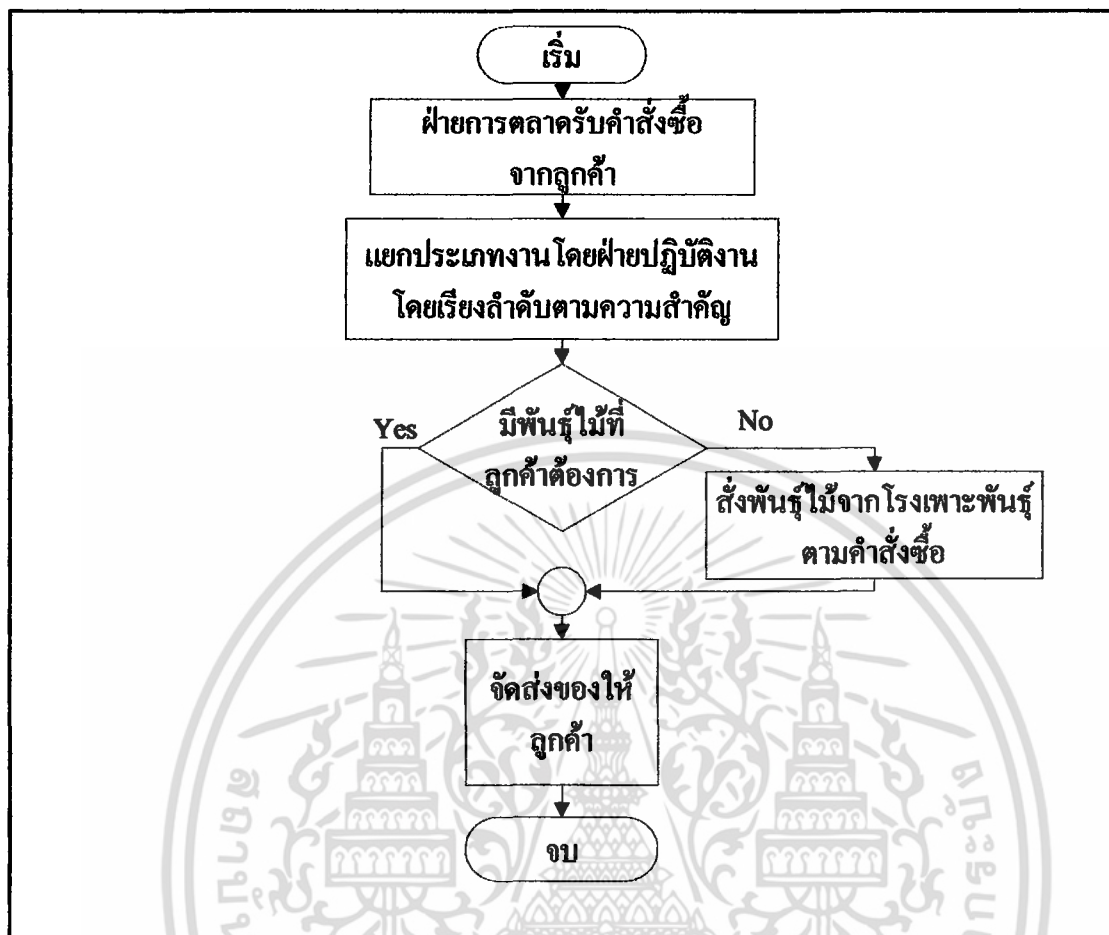 เริ่ม
ฝ่ายการตลาดรับคำสั่งซื้อ
จากลูกค้า
แยกประเภทงานโดยฝ่ายปฏิบัติงาน
โดยเรียงลำดับตามความสำคัญ
มีพันธุ์ไม้ที่
ลูกค้าต้องการ
Yes
No
สั่งพันธุ์ไม้จากโรงเพาะพันธุ์
ตามคำสั่งซื้อ
จัดส่งของให้
ลูกค้า
จบ